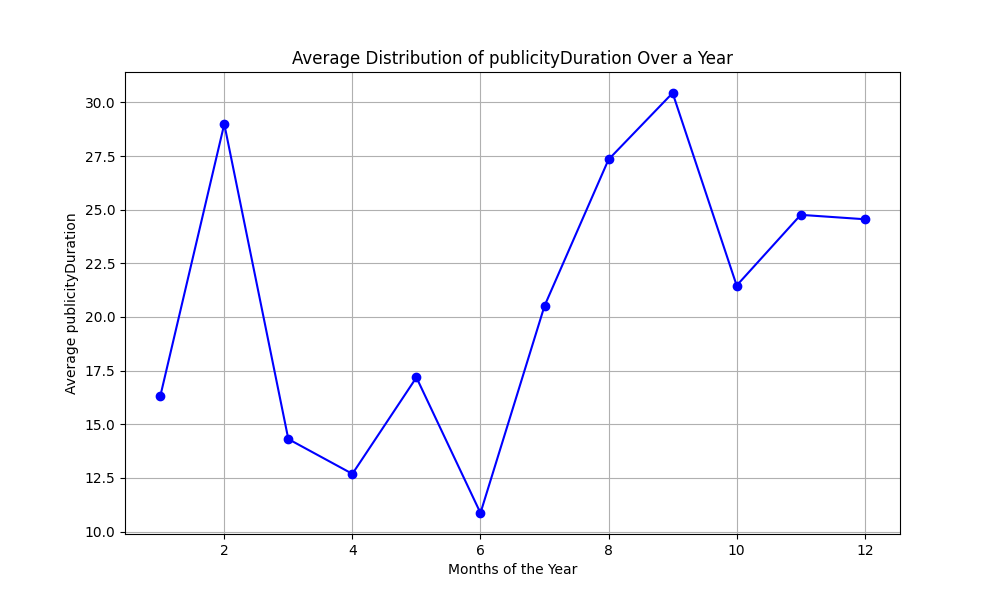 Average Distribution of publicityDuration Over a Year
Average publicityDuration
30.0
27.5
25.0
22.5
20.0
17.5
15.0
12.5
10.0
2 4 6 8 10 12
Months of the Year